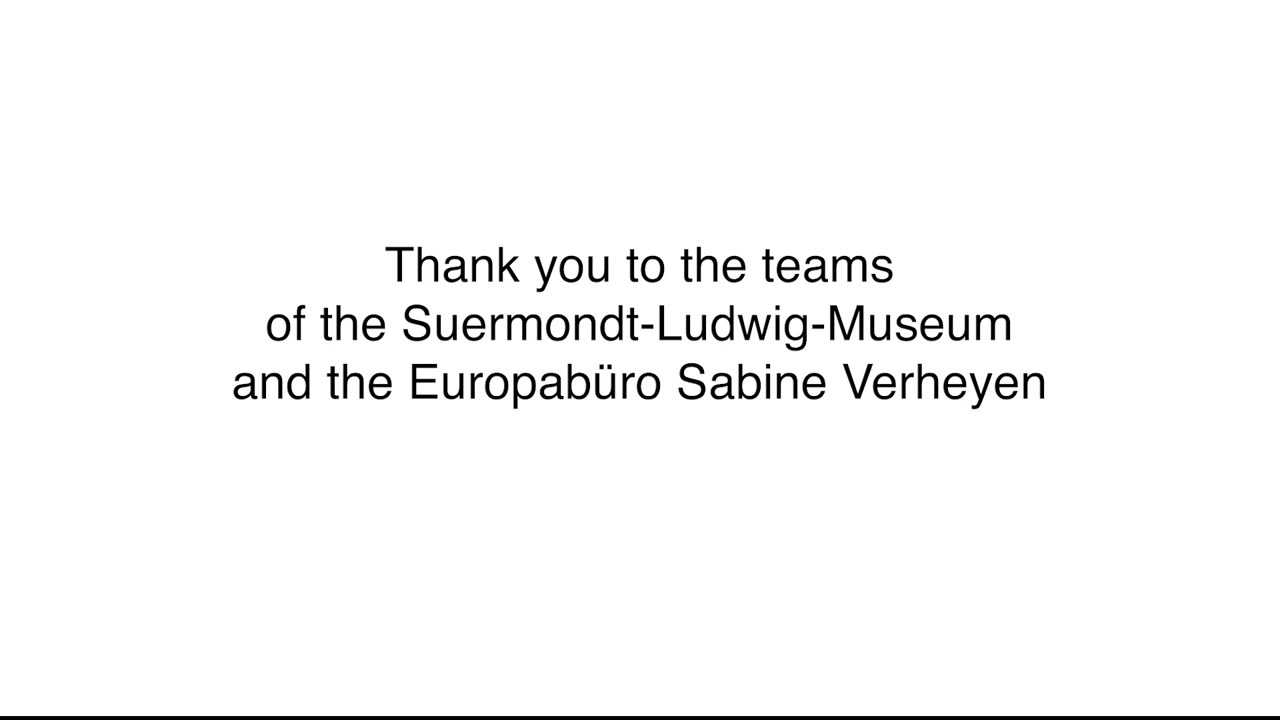 Thank you to the teams
of the Suermondt-Ludwig-Museum
and the Europabüro Sabine Verheyen